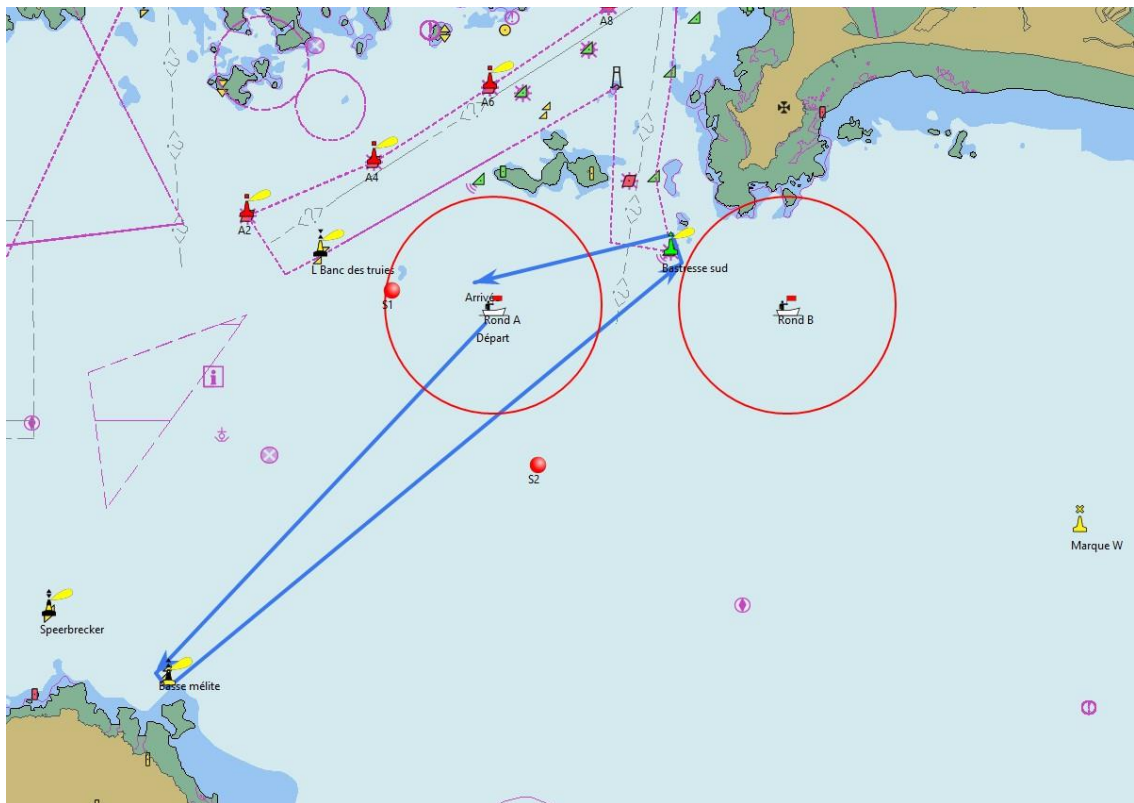 A8
A6
A4
A2
L Banc des truies
Bastresse sud
S1
Arrivé
Rond A
Départ
Rond B
i
S2
Marque W
Speerbrecker
Basse mélite